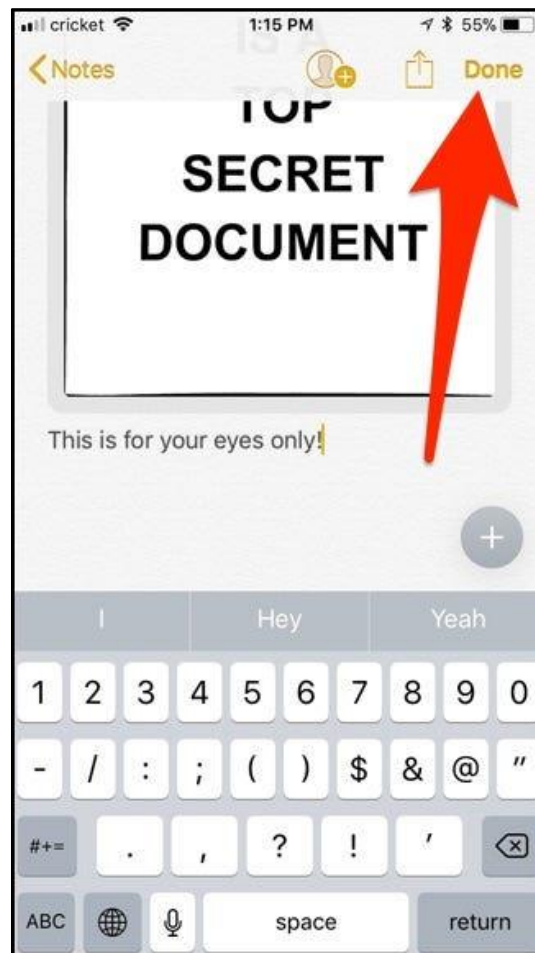 cricket 1:15 PM 55%
Notes Done
IS A
TOP
SECRET
DOCUMENT
This is for your eyes only!
+
I Hey Yeah
1 2 3 4 5 6 7 8 9 0
- / : ; ( ) $ & @ "
#+= . , ? ! '
ABC space return